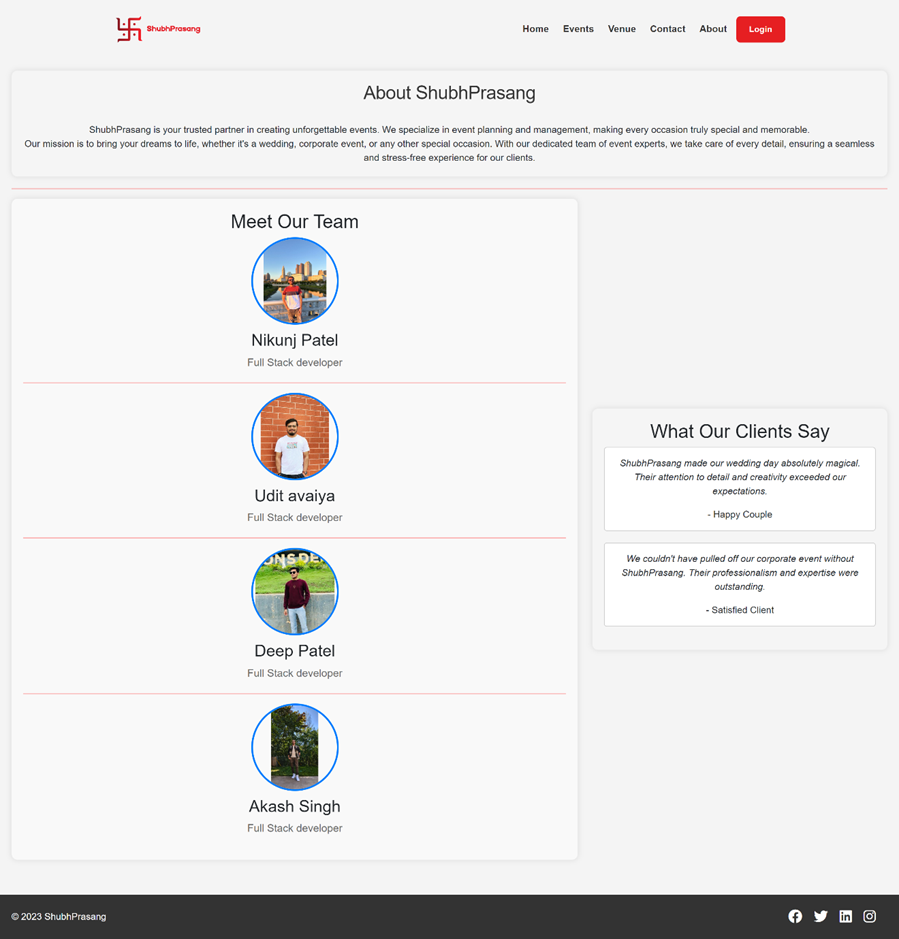 ShubhPrasang
Home Events Venue Contact About Login
About ShubhPrasang
ShubhPrasang is your trusted partner in creating unforgettable events. We specialize in event planning and management, making every occasion truly special and memorable.
Our mission is to bring your dreams to life, whether it's a wedding, corporate event, or any other special occasion. With our dedicated team of event experts, we take care of every detail, ensuring a seamless
and stress-free experience for our clients.
Meet Our Team
Nikunj Patel
Full Stack developer
Udit avaiya
Full Stack developer
Deep Patel
Full Stack developer
Akash Singh
Full Stack developer
What Our Clients Say
ShubhPrasang made our wedding day absolutely magical.
Their attention to detail and creativity exceeded our
expectations.
- Happy Couple
We couldn't have pulled off our corporate event without
ShubhPrasang. Their professionalism and expertise were
outstanding.
- Satisfied Client
© 2023 ShubhPrasang